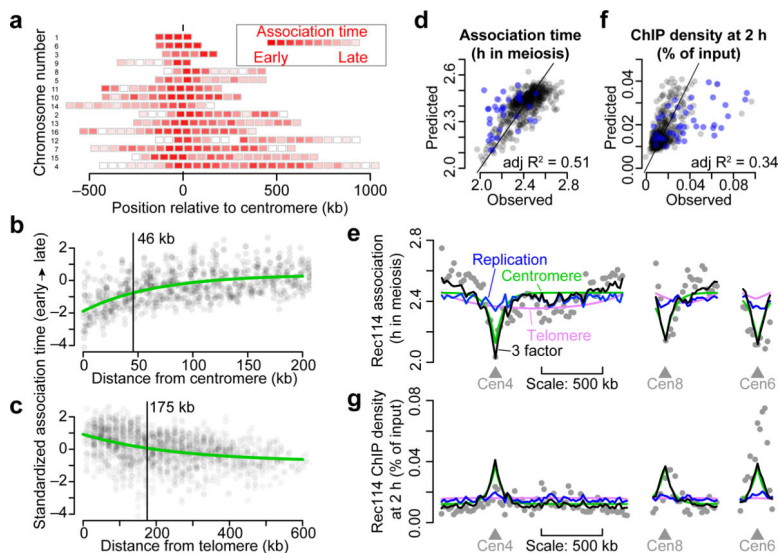 a
Chromosome number
1
6
3
9
8
5
11
10
14
2
13
16
12
7
15
4
Association time
Early Late
−500 0 500 1000
Position relative to centromere (kb)
b
46 kb
2
0
−2
−4
0 50 100 150 200
Distance from centromere (kb)
Standardized association time (early → late)
c
175 kb
2
0
−2
−4
0 200 400 600
Distance from telomere (kb)
d
Association time
(h in meiosis)
Predicted
2.6
2.3
2.0
adj R² = 0.51
2.0 2.4 2.8
Observed
f
ChIP density at 2 h
(% of input)
Predicted
0.04
0.02
0.00
adj R² = 0.34
0.00 0.04 0.08
Observed
e
Rec114 association
(h in meiosis)
2.8
2.4
2.0
Replication
Centromere
Telomere
3 factor
Cen4
Scale: 500 kb
Cen8
Cen6
g
Rec114 ChIP density
at 2 h (% of input)
0.08
0.04
0.00
Cen4
Scale: 500 kb
Cen8
Cen6